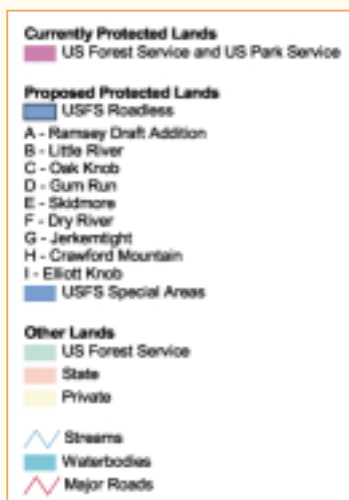 Currently Protected Lands
US Forest Service and US Park Service
Proposed Protected Lands
USFS Roadless
A - Ramsey Draft Addition
B - Little River
C - Oak Knob
D - Gum Run
E - Skidmore
F - Dry River
G - Jerkemtight
H - Crawford Mountain
I - Elliott Knob
USFS Special Areas
Other Lands
US Forest Service
State
Private
Streams
Waterbodies
Major Roads